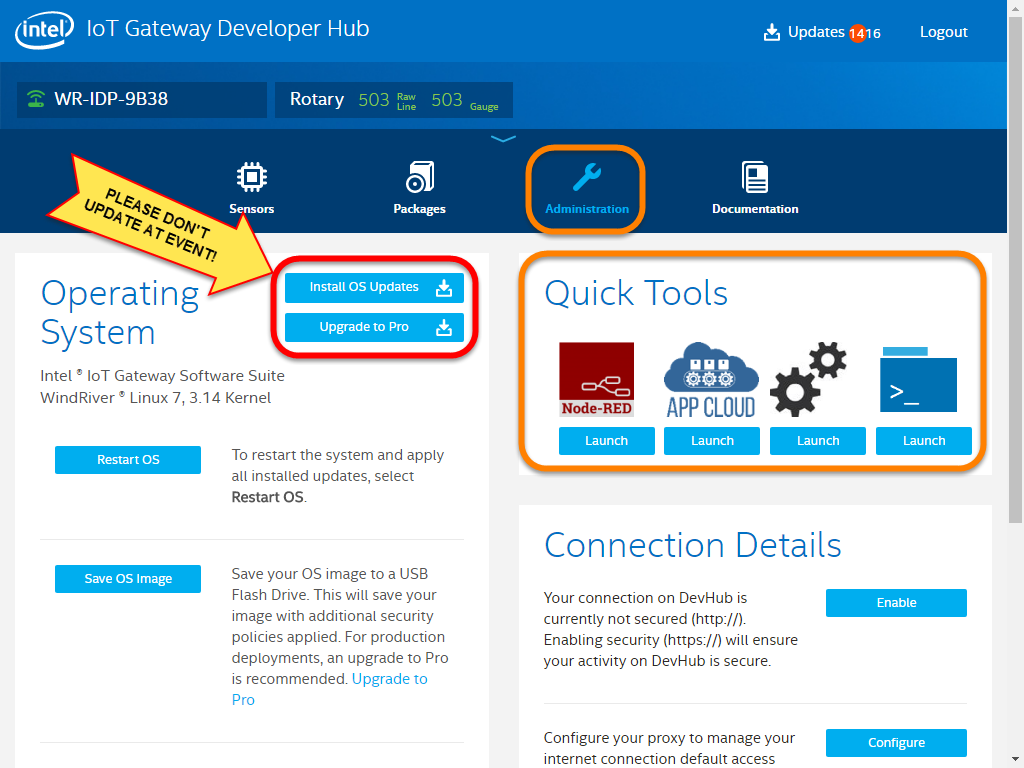 intel IoT Gateway Developer Hub
Updates 1416
Logout
WR-IDP-9B38
Rotary 503 Raw Line 503 Gauge
Sensors
Packages
Administration
Documentation
PLEASE DON'T
UPDATE AT EVENT!
Operating
System
Install OS Updates
Upgrade to Pro
Intel ® IoT Gateway Software Suite
WindRiver ® Linux 7, 3.14 Kernel
Restart OS
To restart the system and apply
all installed updates, select
Restart OS.
Save OS Image
Save your OS image to a USB
Flash Drive. This will save your
image with additional security
policies applied. For production
deployments, an upgrade to Pro
is recommended. Upgrade to
Pro
Quick Tools
Node-RED
APP CLOUD
>_
Launch
Launch
Launch
Launch
Connection Details
Your connection on DevHub is
currently not secured (http://).
Enabling security (https://) will ensure
your activity on DevHub is secure.
Enable
Configure your proxy to manage your
internet connection default access
Configure